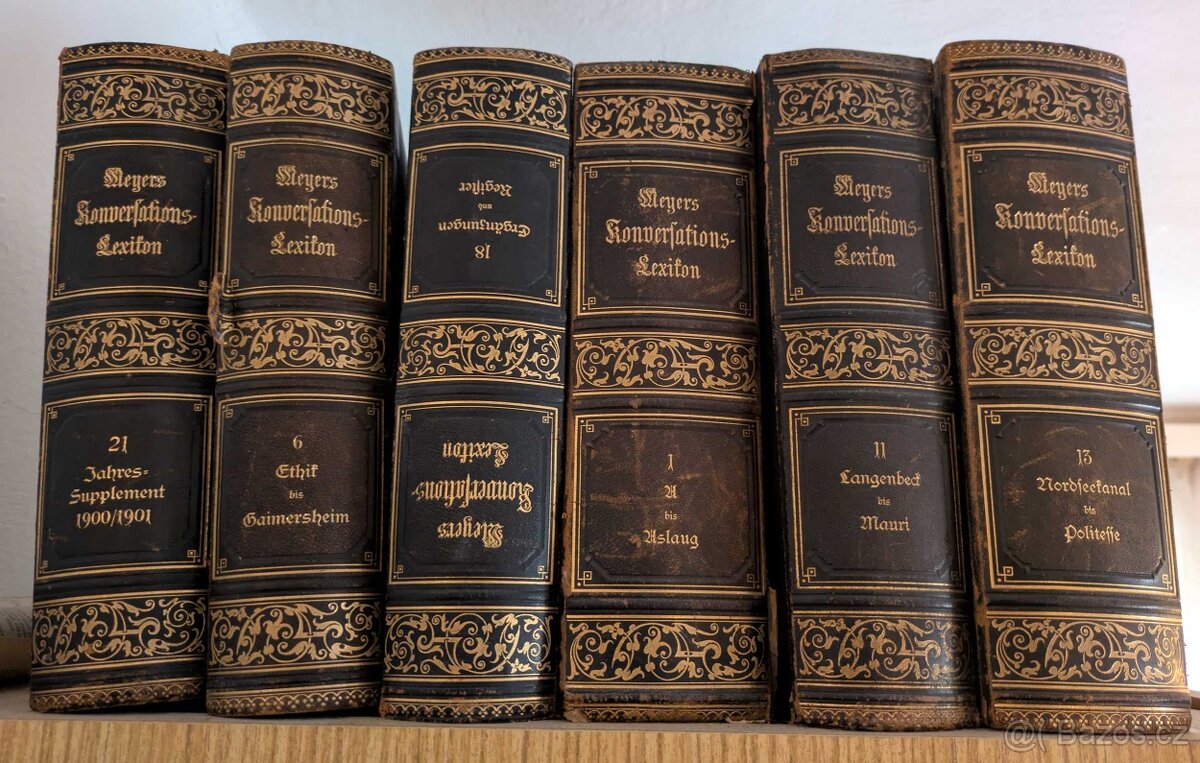 Meyers
Konversations-
Lexikon
21
Jahres-
Supplement
1900/1901
Meyers
Konversations-
Lexikon
6
Ethik
bis
Gaimersheim
Meyers
Konversations-
Lexikon
18
Ergänzungen
und
Register
Meyers
Konversations-
Lexikon
1
A
bis
Aslaug
Meyers
Konversations-
Lexikon
11
Langenbeck
bis
Mauri
Meyers
Konversations-
Lexikon
13
Nordseekanal
bis
Politesse
@Bazos.cz